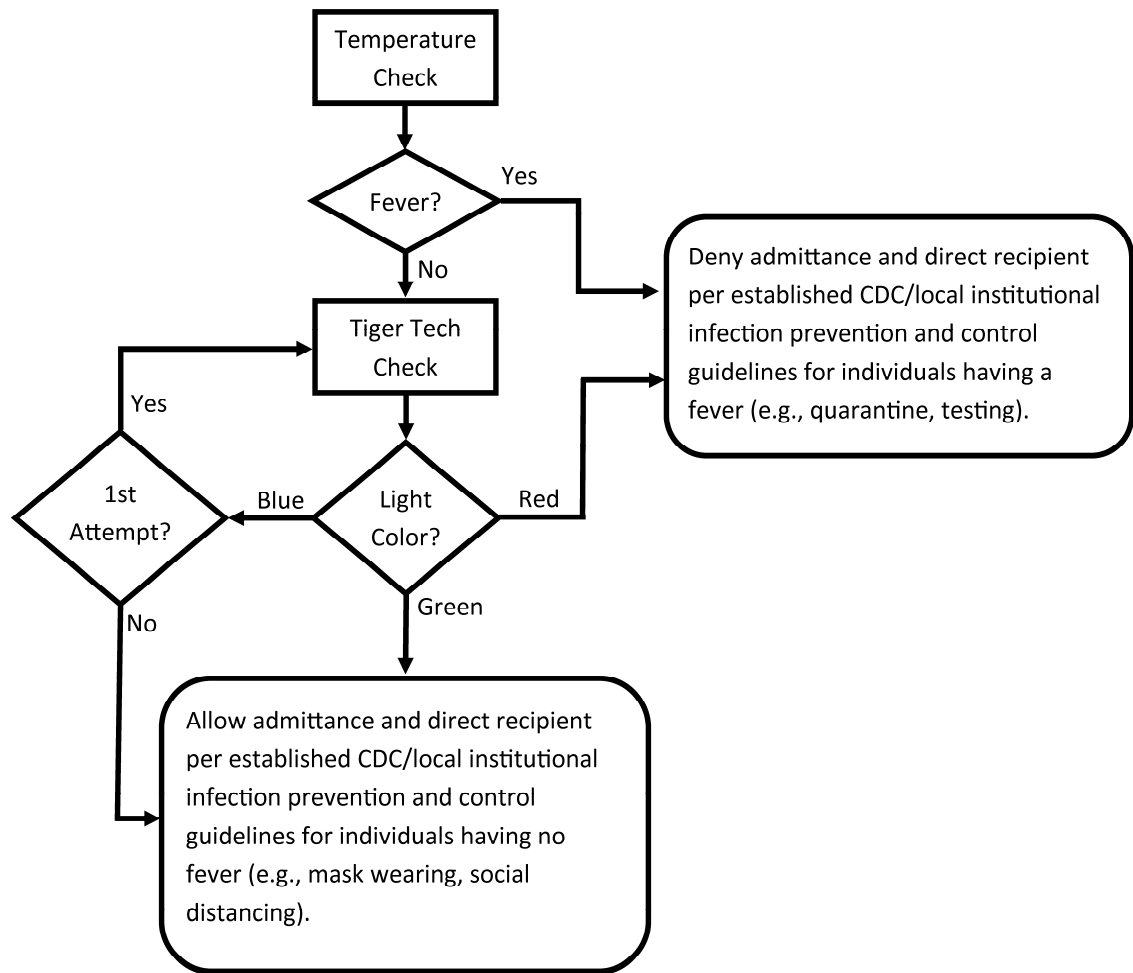 Temperature
Check
Fever?
Yes
No
Deny admittance and direct recipient
per established CDC/local institutional
infection prevention and control
guidelines for individuals having a
fever (e.g., quarantine, testing).
Tiger Tech
Check
Yes
1st
Attempt?
Blue
Light
Color?
Red
Green
No
Allow admittance and direct recipient
per established CDC/local institutional
infection prevention and control
guidelines for individuals having no
fever (e.g., mask wearing, social
distancing).